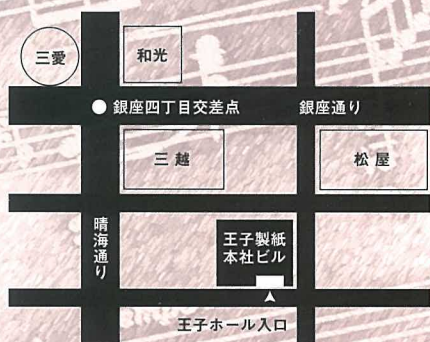 三愛
和光
銀座四丁目交差点
銀座通り
三越
松屋
晴海通り
王子製紙
本社ビル
王子ホール入口